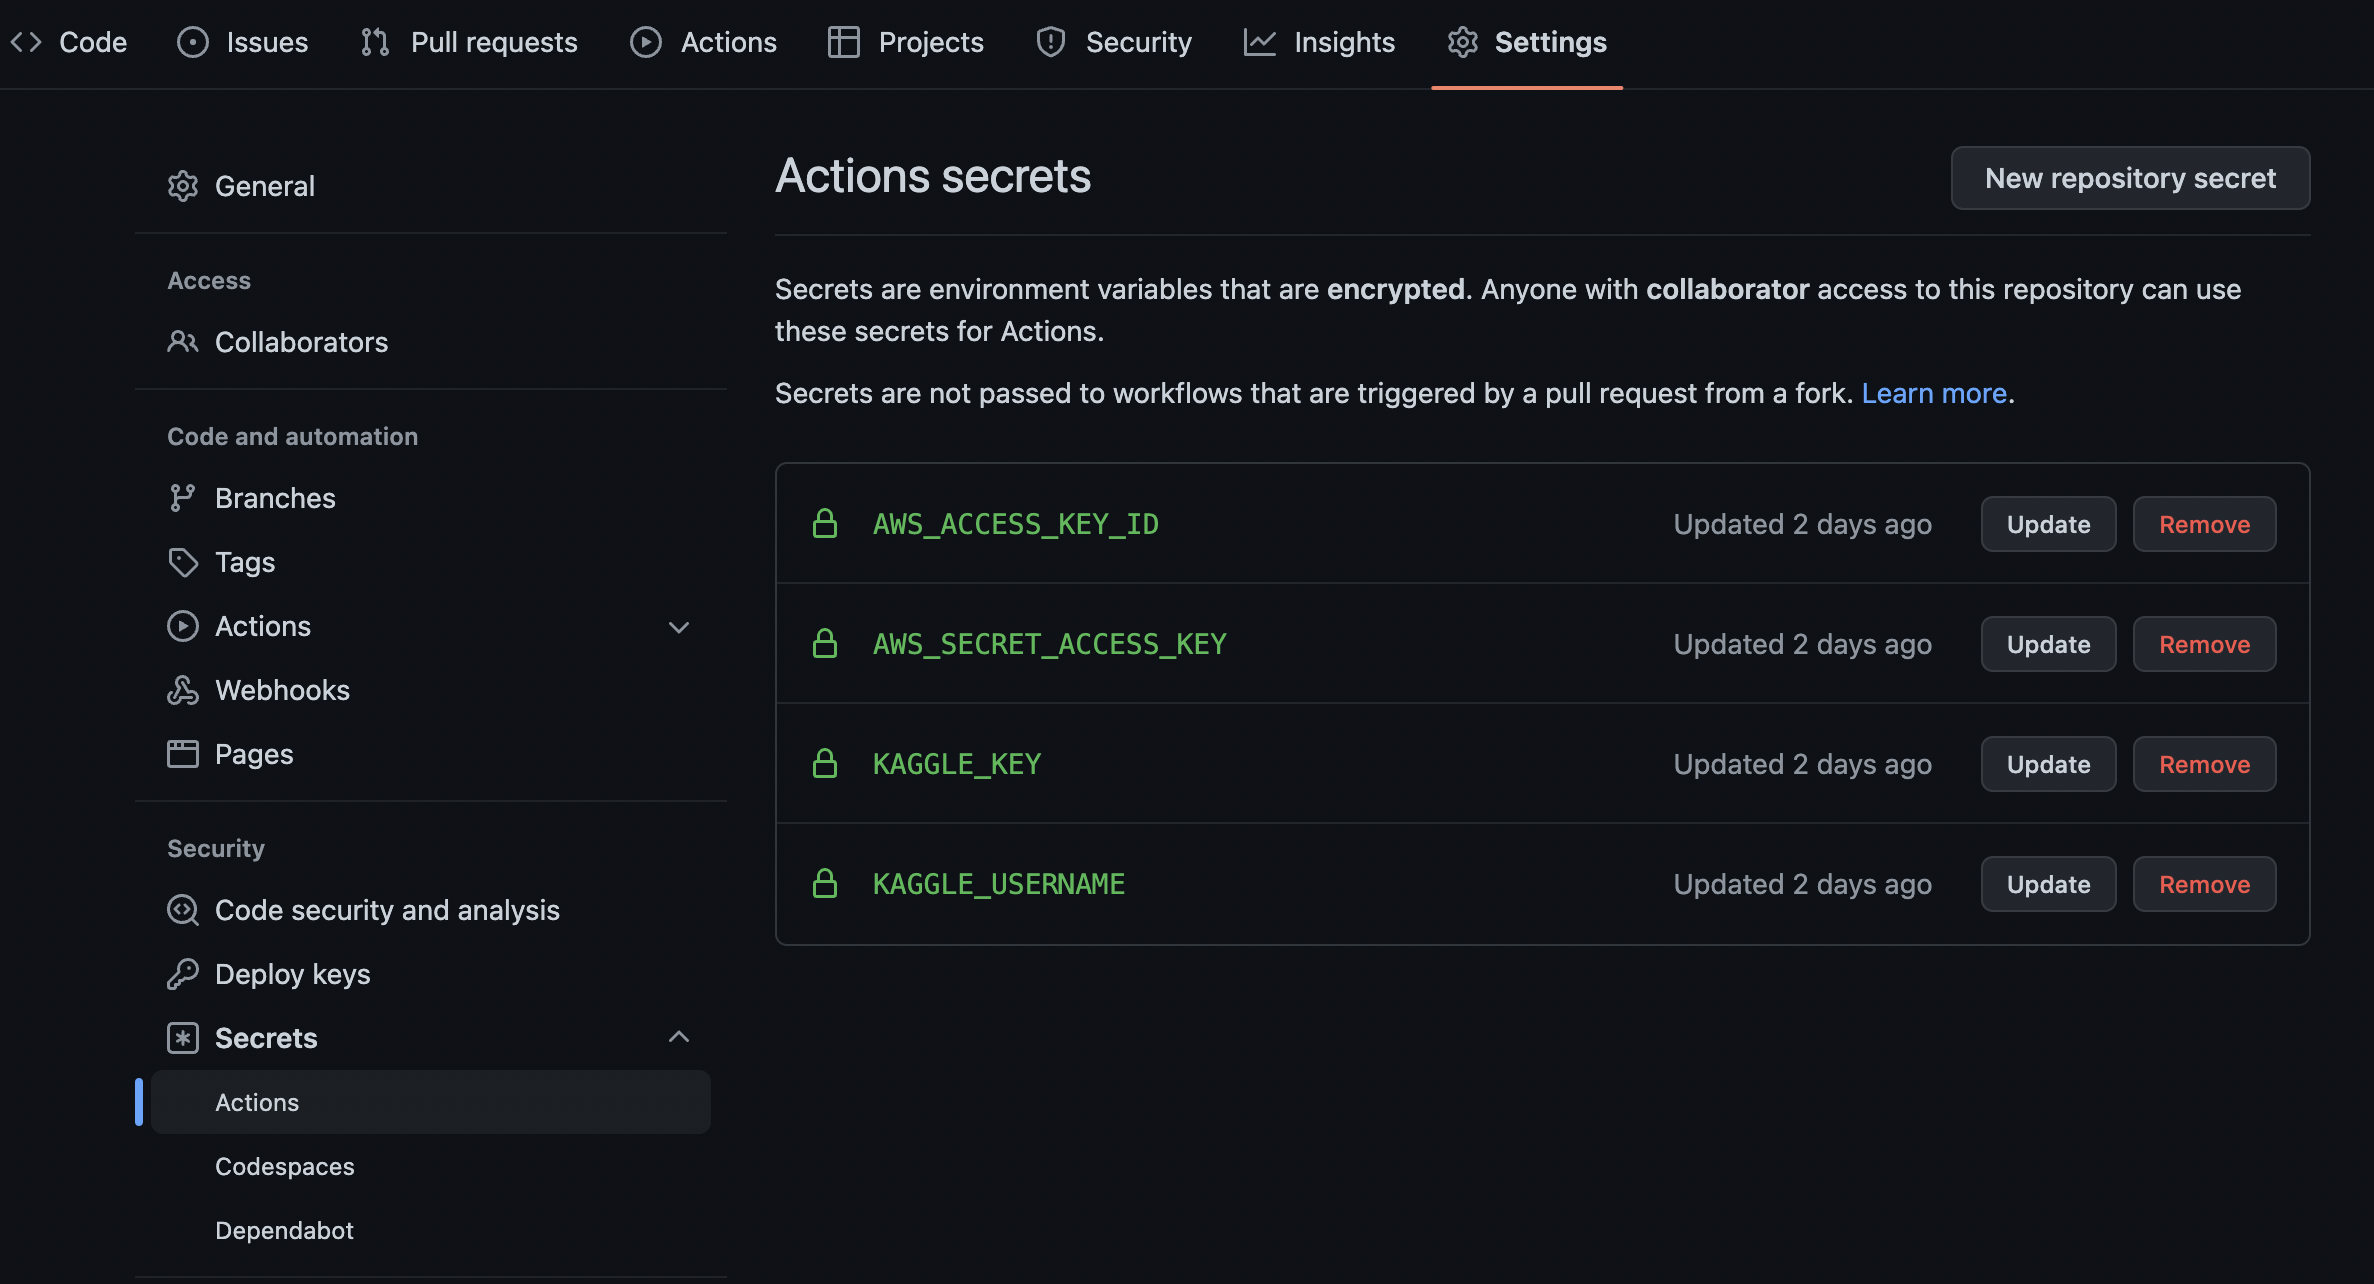 Code Issues Pull requests Actions Projects Security Insights Settings
General
Access
Collaborators
Code and automation
Branches
Tags
Actions
Webhooks
Pages
Security
Code security and analysis
Deploy keys
Secrets
Actions
Codespaces
Dependabot
Actions secrets
New repository secret
Secrets are environment variables that are encrypted. Anyone with collaborator access to this repository can use
these secrets for Actions.
Secrets are not passed to workflows that are triggered by a pull request from a fork. Learn more.
AWS_ACCESS_KEY_ID Updated 2 days ago Update Remove
AWS_SECRET_ACCESS_KEY Updated 2 days ago Update Remove
KAGGLE_KEY Updated 2 days ago Update Remove
KAGGLE_USERNAME Updated 2 days ago Update Remove